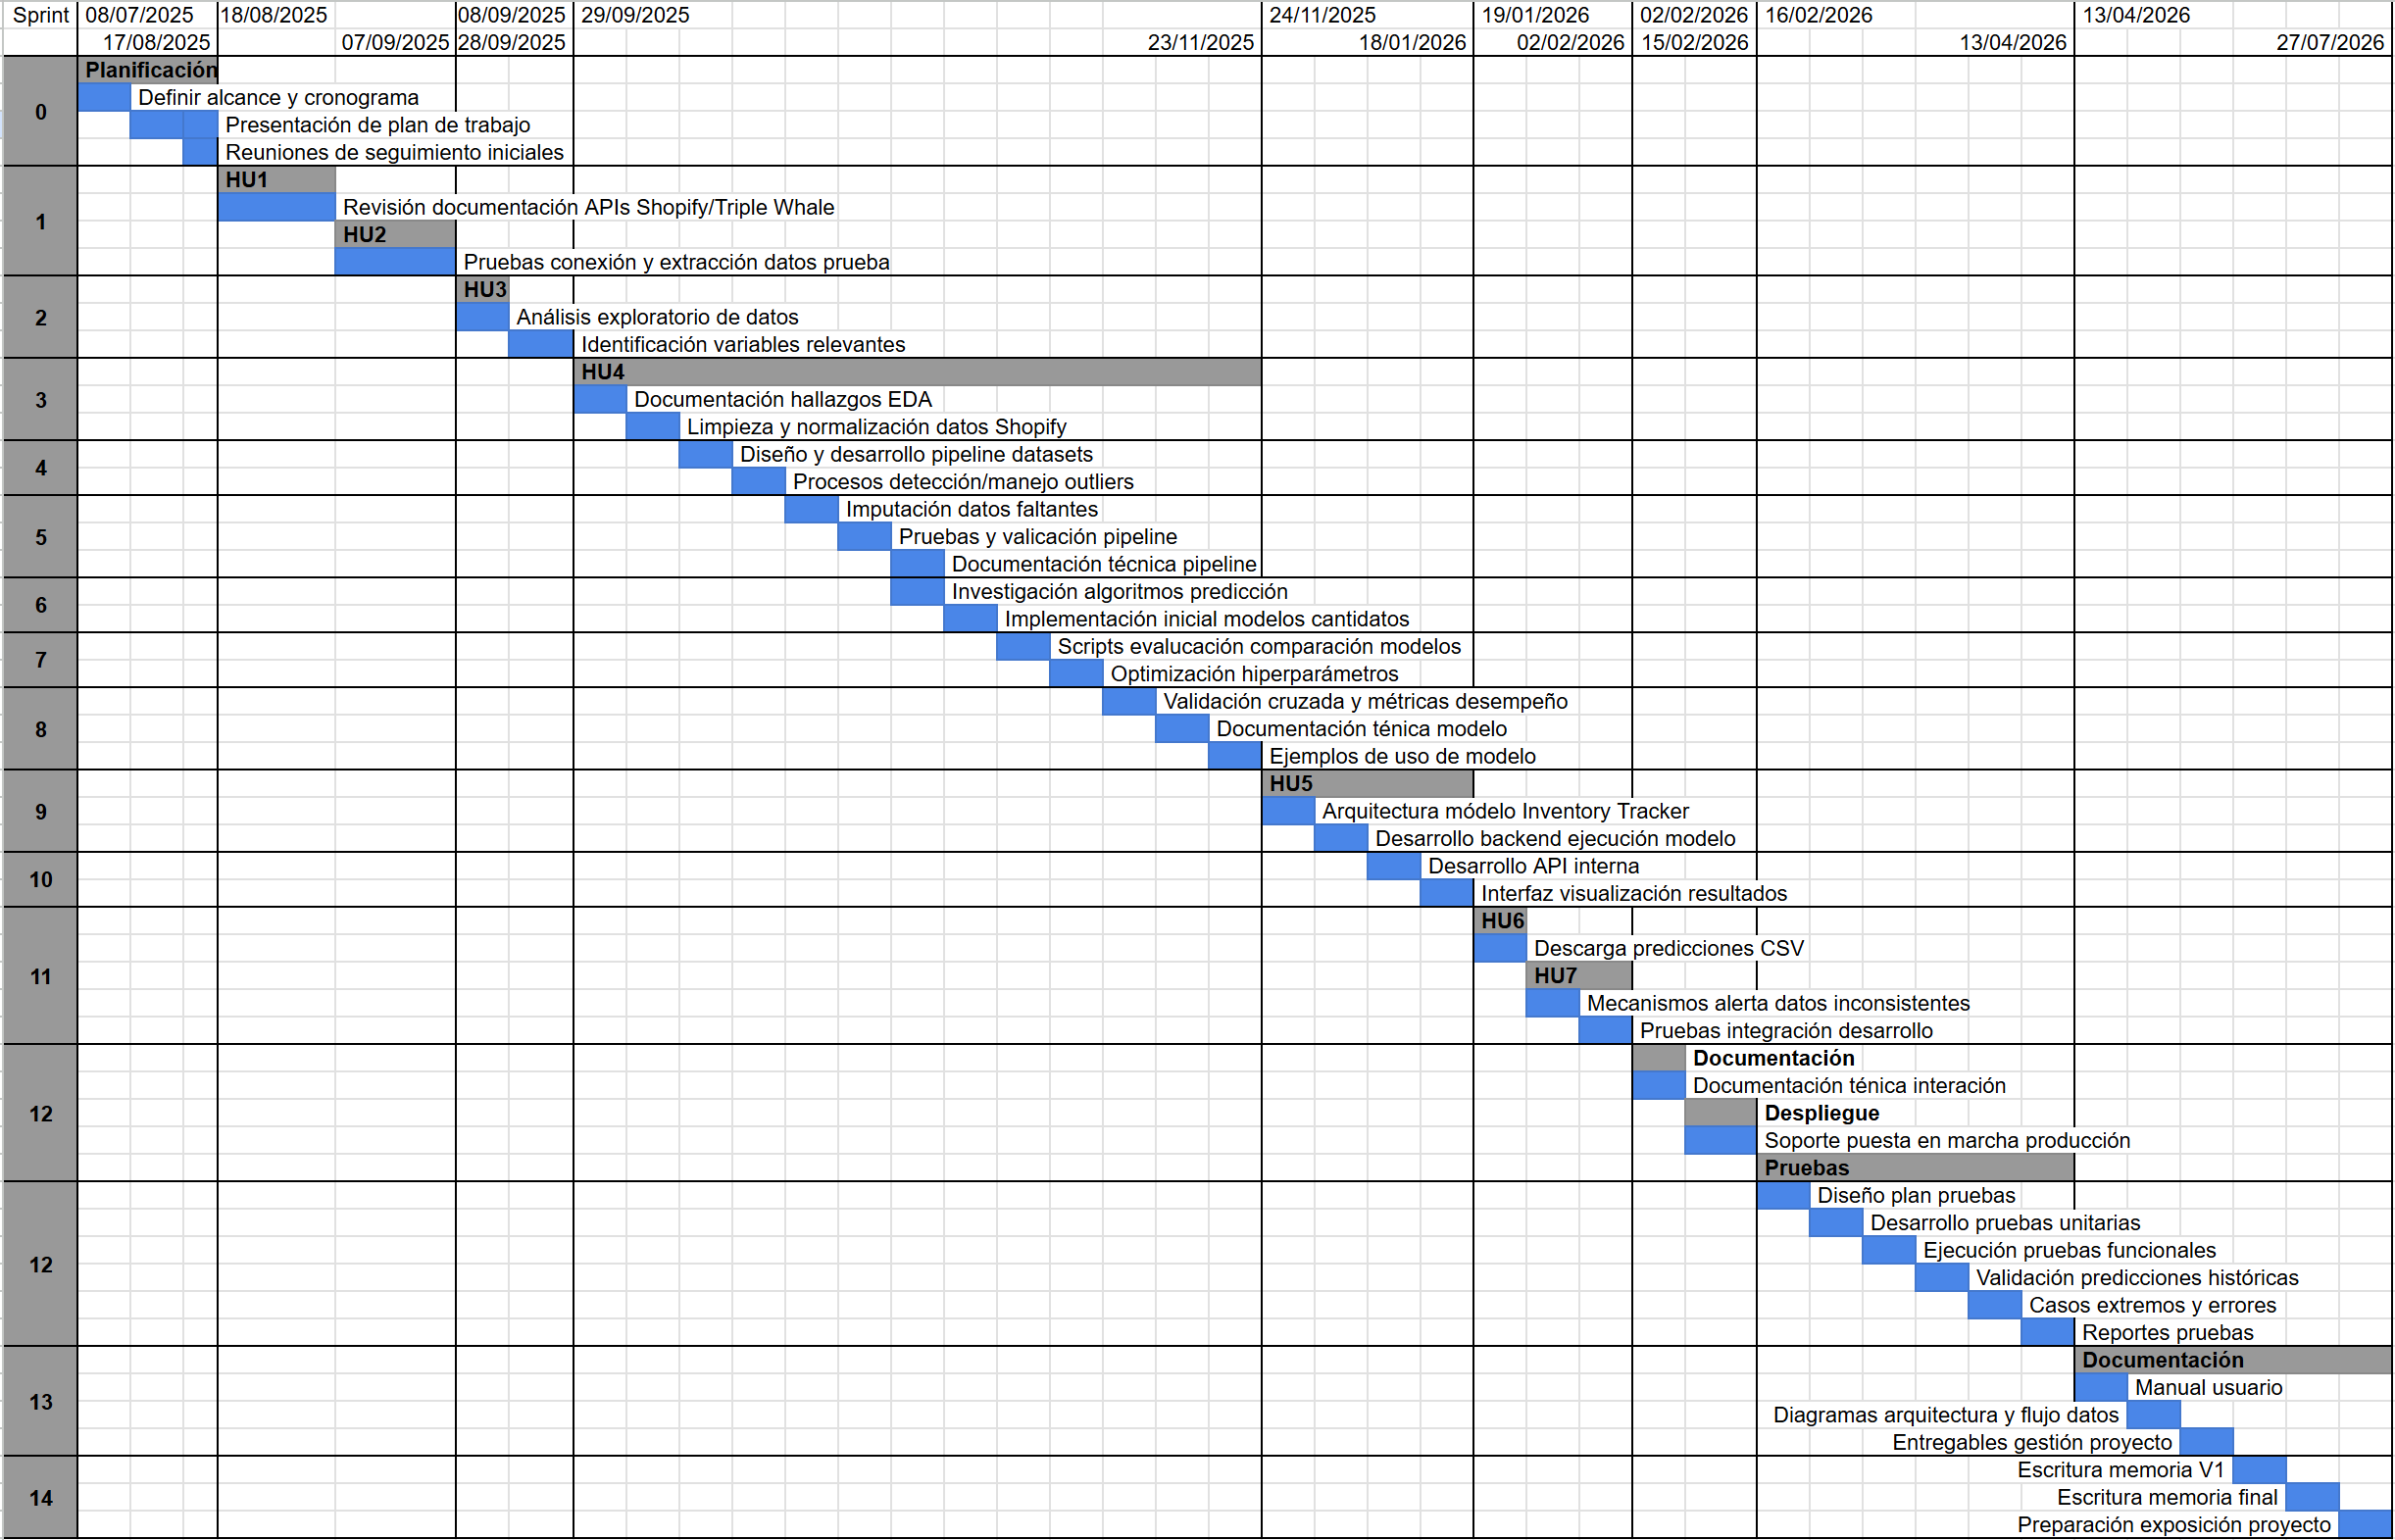 Sprint 08/07/2025 18/08/2025 08/09/2025 29/09/2025 24/11/2025 19/01/2026 02/02/2026 16/02/2026 13/04/2026
17/08/2025 07/09/2025 28/09/2025 23/11/2025 18/01/2026 02/02/2026 15/02/2026 13/04/2026 27/07/2026
Planificación
0
Definir alcance y cronograma
Presentación de plan de trabajo
Reuniones de seguimiento iniciales
HU1
1
Revisión documentación APIs Shopify/Triple Whale
HU2
Pruebas conexión y extracción datos prueba
HU3
2
Análisis exploratorio de datos
Identificación variables relevantes
HU4
3
Documentación hallazgos EDA
Limpieza y normalización datos Shopify
4
Diseño y desarrollo pipeline datasets
Procesos detección/manejo outliers
5
Imputación datos faltantes
Pruebas y valicación pipeline
Documentación técnica pipeline
6
Investigación algoritmos predicción
Implementación inicial modelos cantidatos
7
Scripts evalucación comparación modelos
Optimización hiperparámetros
8
Validación cruzada y métricas desempeño
Documentación ténica modelo
Ejemplos de uso de modelo
HU5
9
Arquitectura módelo Inventory Tracker
Desarrollo backend ejecución modelo
10
Desarrollo API interna
Interfaz visualización resultados
HU6
11
Descarga predicciones CSV
HU7
Mecanismos alerta datos inconsistentes
Pruebas integración desarrollo
Documentación
12
Documentación ténica interación
Despliegue
Soporte puesta en marcha producción
Pruebas
12
Diseño plan pruebas
Desarrollo pruebas unitarias
Ejecución pruebas funcionales
Validación predicciones históricas
Casos extremos y errores
Reportes pruebas
Documentación
13
Manual usuario
Diagramas arquitectura y flujo datos
Entregables gestión proyecto
14
Escritura memoria V1
Escritura memoria final
Preparación exposición proyecto